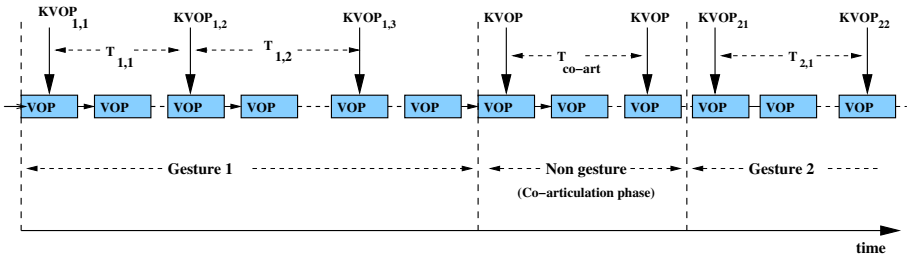 KVOP1,1 KVOP1,2 KVOP1,3 KVOP KVOP KVOP21 KVOP22
T1,1 T1,2 Tco−art T2,1
VOP VOP VOP VOP VOP VOP VOP VOP VOP VOP VOP VOP
Gesture 1 Non gesture Gesture 2
(Co−articulation phase)
time